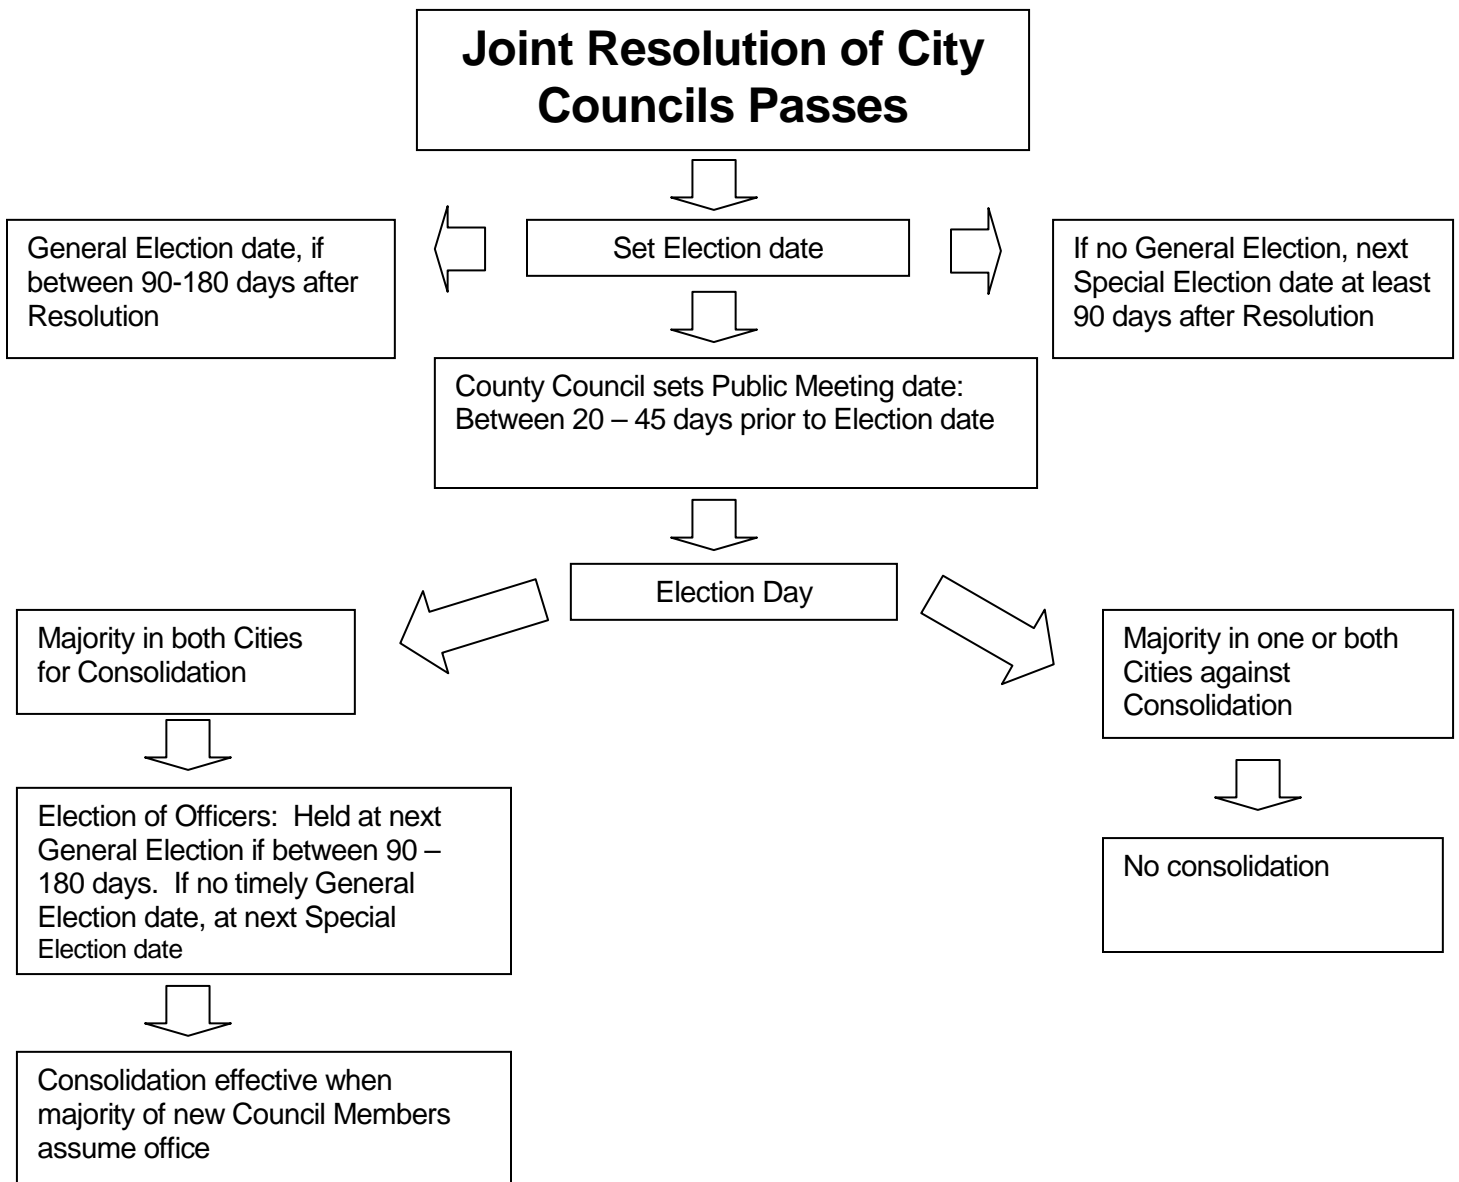 Joint Resolution of City
Councils Passes
General Election date, if
between 90-180 days after
Resolution
Set Election date
If no General Election, next
Special Election date at least
90 days after Resolution
County Council sets Public Meeting date:
Between 20 – 45 days prior to Election date
Election Day
Majority in both Cities
for Consolidation
Majority in one or both
Cities against
Consolidation
Election of Officers:  Held at next
General Election if between 90 –
180 days.  If no timely General
Election date, at next Special
Election date
No consolidation
Consolidation effective when
majority of new Council Members
assume office